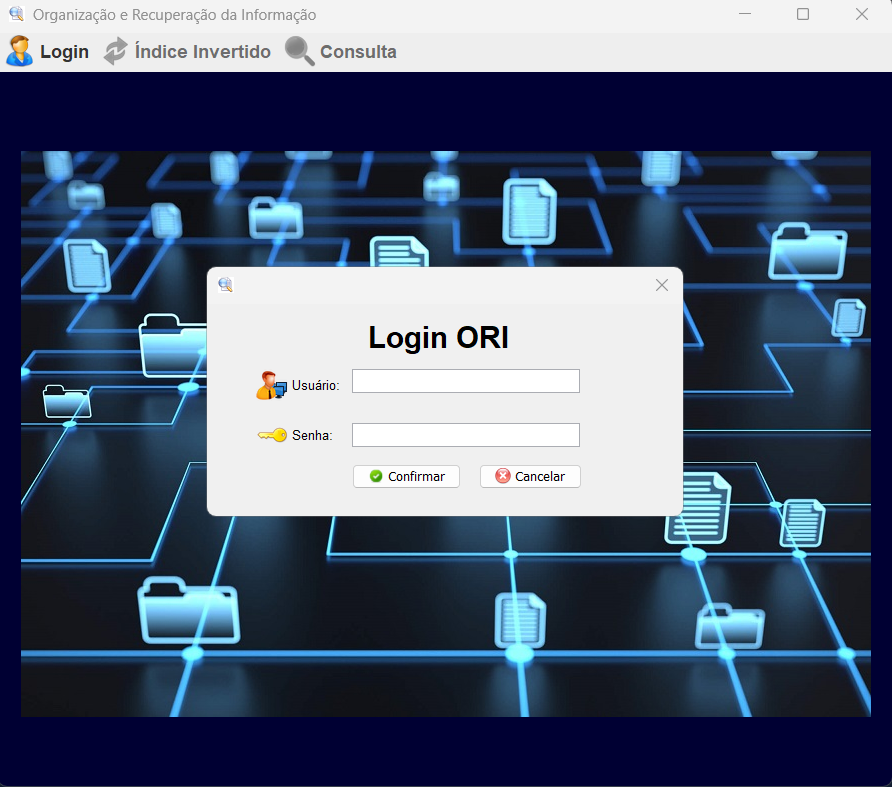 Organização e Recuperação da Informação
Login Índice Invertido Consulta
Login ORI
Usuário:
Senha:
Confirmar Cancelar